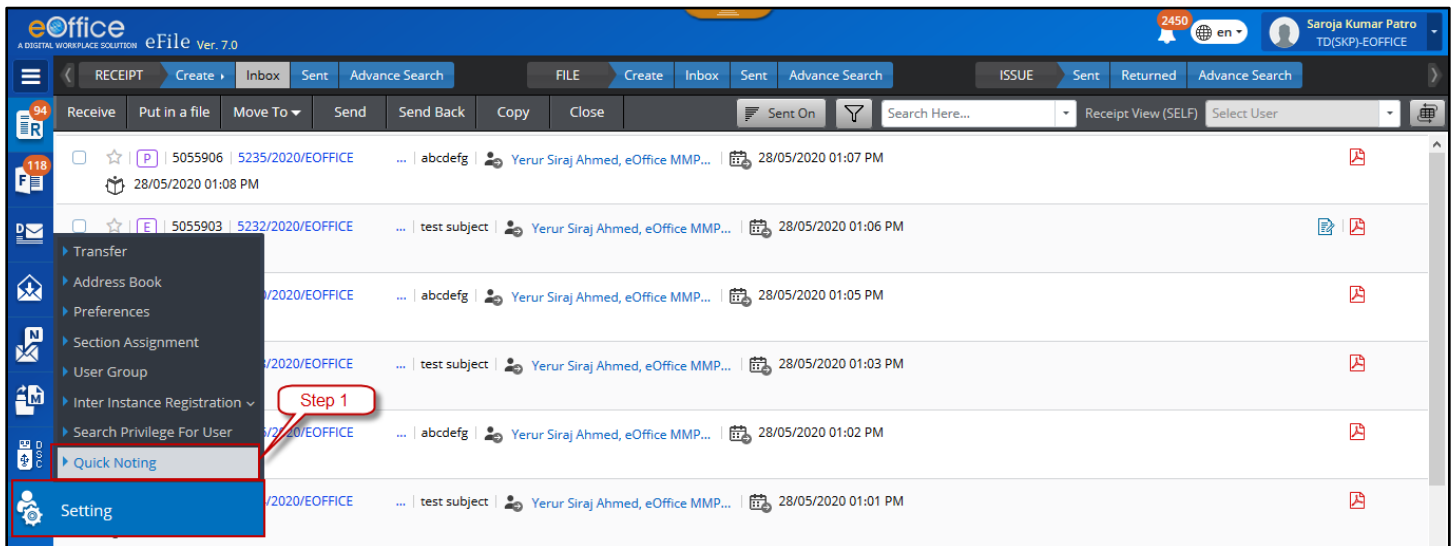 2450
eOffice
A DIGITAL WORKPLACE SOLUTION eFile Ver. 7.0
en
Saroja Kumar Patro
TD(SKP)-EOFFICE
RECEIPT Create Inbox Sent Advance Search FILE Create Inbox Sent Advance Search ISSUE Sent Returned Advance Search
94
R
Receive Put in a file Move To Send Send Back Copy Close Sent On Search Here... Receipt View (SELF) Select User
118
F
P 5055906 5235/2020/EOFFICE ... abcdefg Yerur Siraj Ahmed, eOffice MMP... 28/05/2020 01:07 PM
28/05/2020 01:08 PM
D
E 5055903 5232/2020/EOFFICE ... test subject Yerur Siraj Ahmed, eOffice MMP... 28/05/2020 01:06 PM
Transfer
Address Book
0/2020/EOFFICE ... abcdefg Yerur Siraj Ahmed, eOffice MMP... 28/05/2020 01:05 PM
Preferences
N
Section Assignment
/2020/EOFFICE ... test subject Yerur Siraj Ahmed, eOffice MMP... 28/05/2020 01:03 PM
User Group
M
Inter Instance Registration
Step 1
Search Privilege For User
/2020/EOFFICE ... abcdefg Yerur Siraj Ahmed, eOffice MMP... 28/05/2020 01:02 PM
DSC
Quick Noting
Setting
/2020/EOFFICE ... test subject Yerur Siraj Ahmed, eOffice MMP... 28/05/2020 01:01 PM